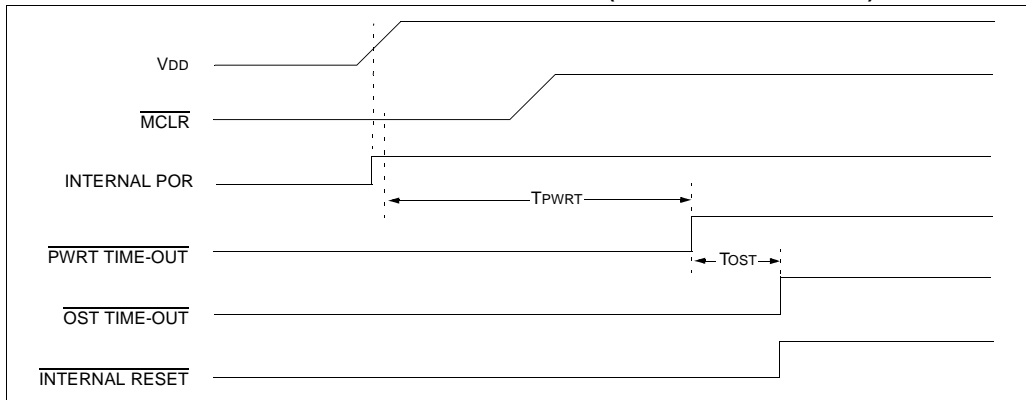 VDD
MCLR
INTERNAL POR
TPWRT
PWRT TIME-OUT
TOST
OST TIME-OUT
INTERNAL RESET